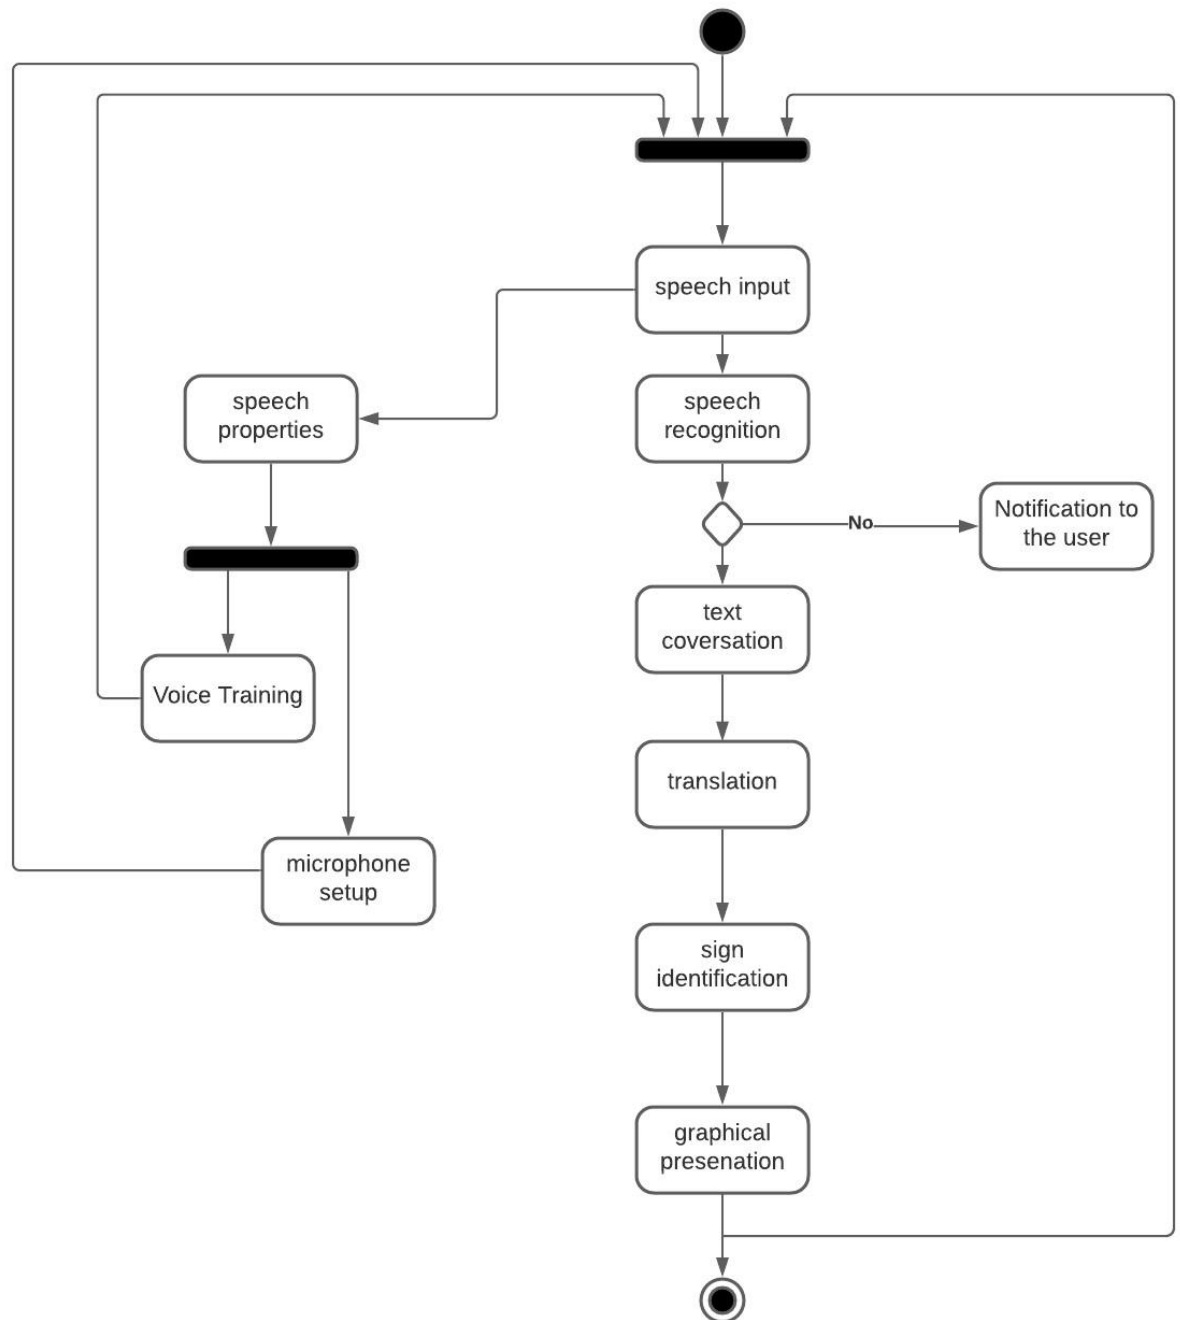 speech input
speech
properties
speech
recognition
No
Notification to
the user
text
coversation
Voice Training
translation
microphone
setup
sign
identification
graphical
presenation